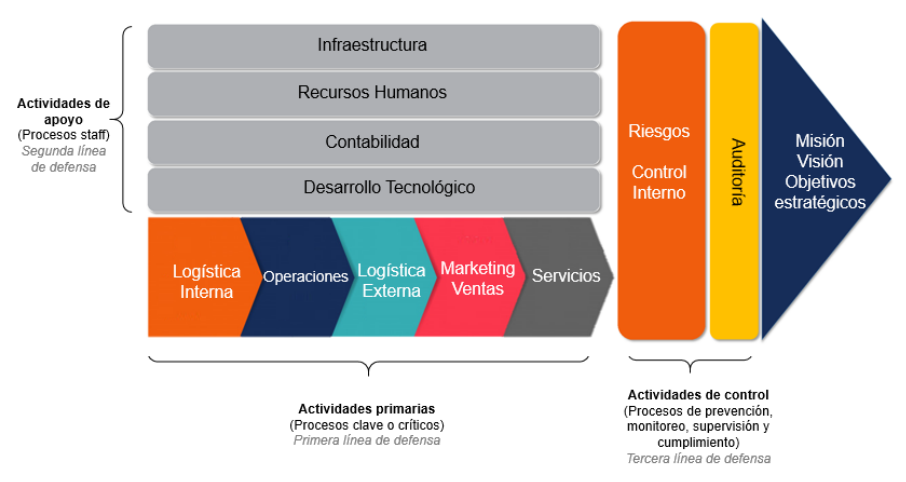 Infraestructura
Recursos Humanos
Contabilidad
Desarrollo Tecnológico
Actividades de
apoyo
(Procesos staff)
Segunda línea
de defensa
Logística
Interna
Operaciones
Logística
Externa
Marketing
Ventas
Servicios
Riesgos
Control
Interno
Auditoría
Misión
Visión
Objetivos
estratégicos
Actividades primarias
(Procesos clave o críticos)
Primera línea de defensa
Actividades de control
(Procesos de prevención,
monitoreo, supervisión y
cumplimiento)
Tercera línea de defensa